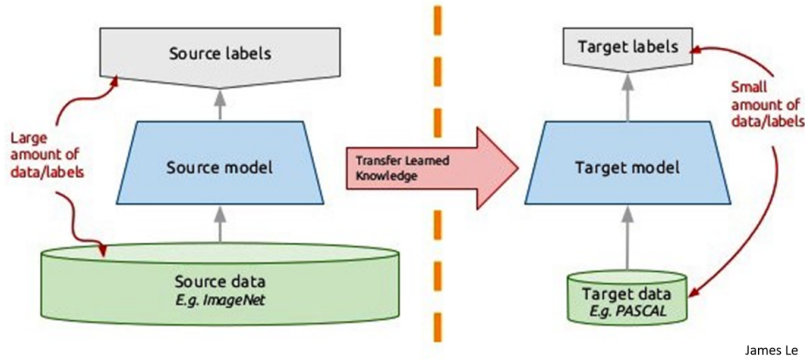 Source labels
Large
amount of
data/labels
Source model
Source data
E.g. ImageNet
Transfer Learned
Knowledge
Target labels
Small
amount of
data/labels
Target model
Target data
E.g. PASCAL
James Le